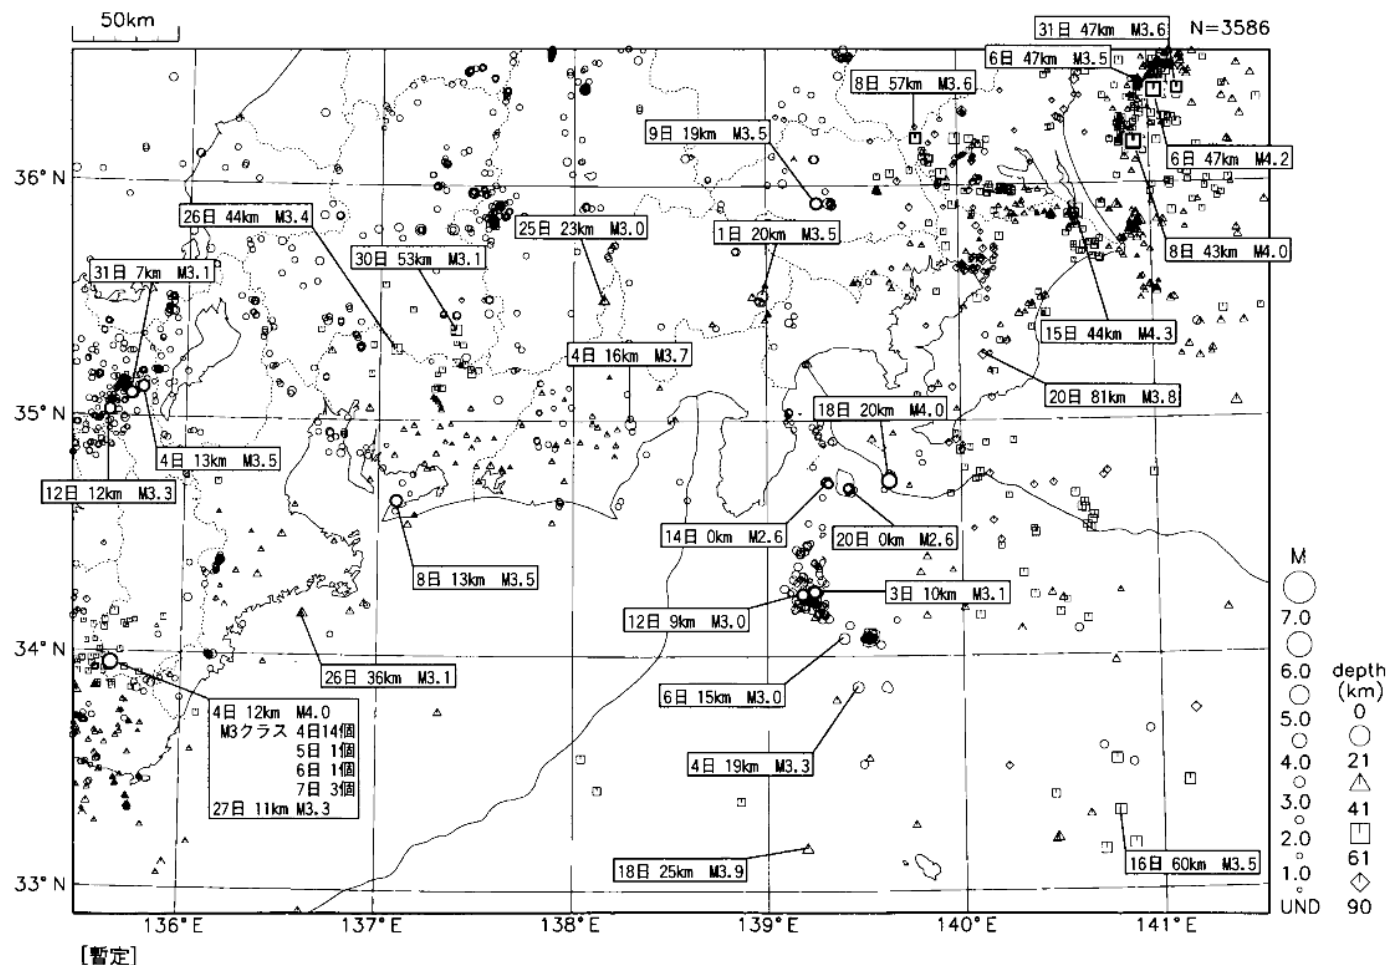 50km
N=3586
31日 47km M3.6
6日 47km M3.5
8日 57km M3.6
9日 19km M3.5
6日 47km M4.2
36°N
26日 44km M3.4
25日 23km M3.0
1日 20km M3.5
30日 53km M3.1
8日 43km M4.0
31日 7km M3.1
15日 44km M4.3
4日 16km M3.7
20日 81km M3.8
35°N
18日 20km M4.0
4日 13km M3.5
12日 12km M3.3
14日 0km M2.6
20日 0km M2.6
8日 13km M3.5
3日 10km M3.1
12日 9km M3.0
34°N
26日 36km M3.1
6日 15km M3.0
4日 12km M4.0
M3クラス 4日14個
5日 1個
6日 1個
7日 3個
27日 11km M3.3
4日 19km M3.3
18日 25km M3.9
16日 60km M3.5
33°N
136°E
137°E
138°E
139°E
140°E
141°E
M
7.0
6.0
5.0
4.0
3.0
2.0
1.0
UND
depth
(km)
0
21
41
61
90
[暫定]